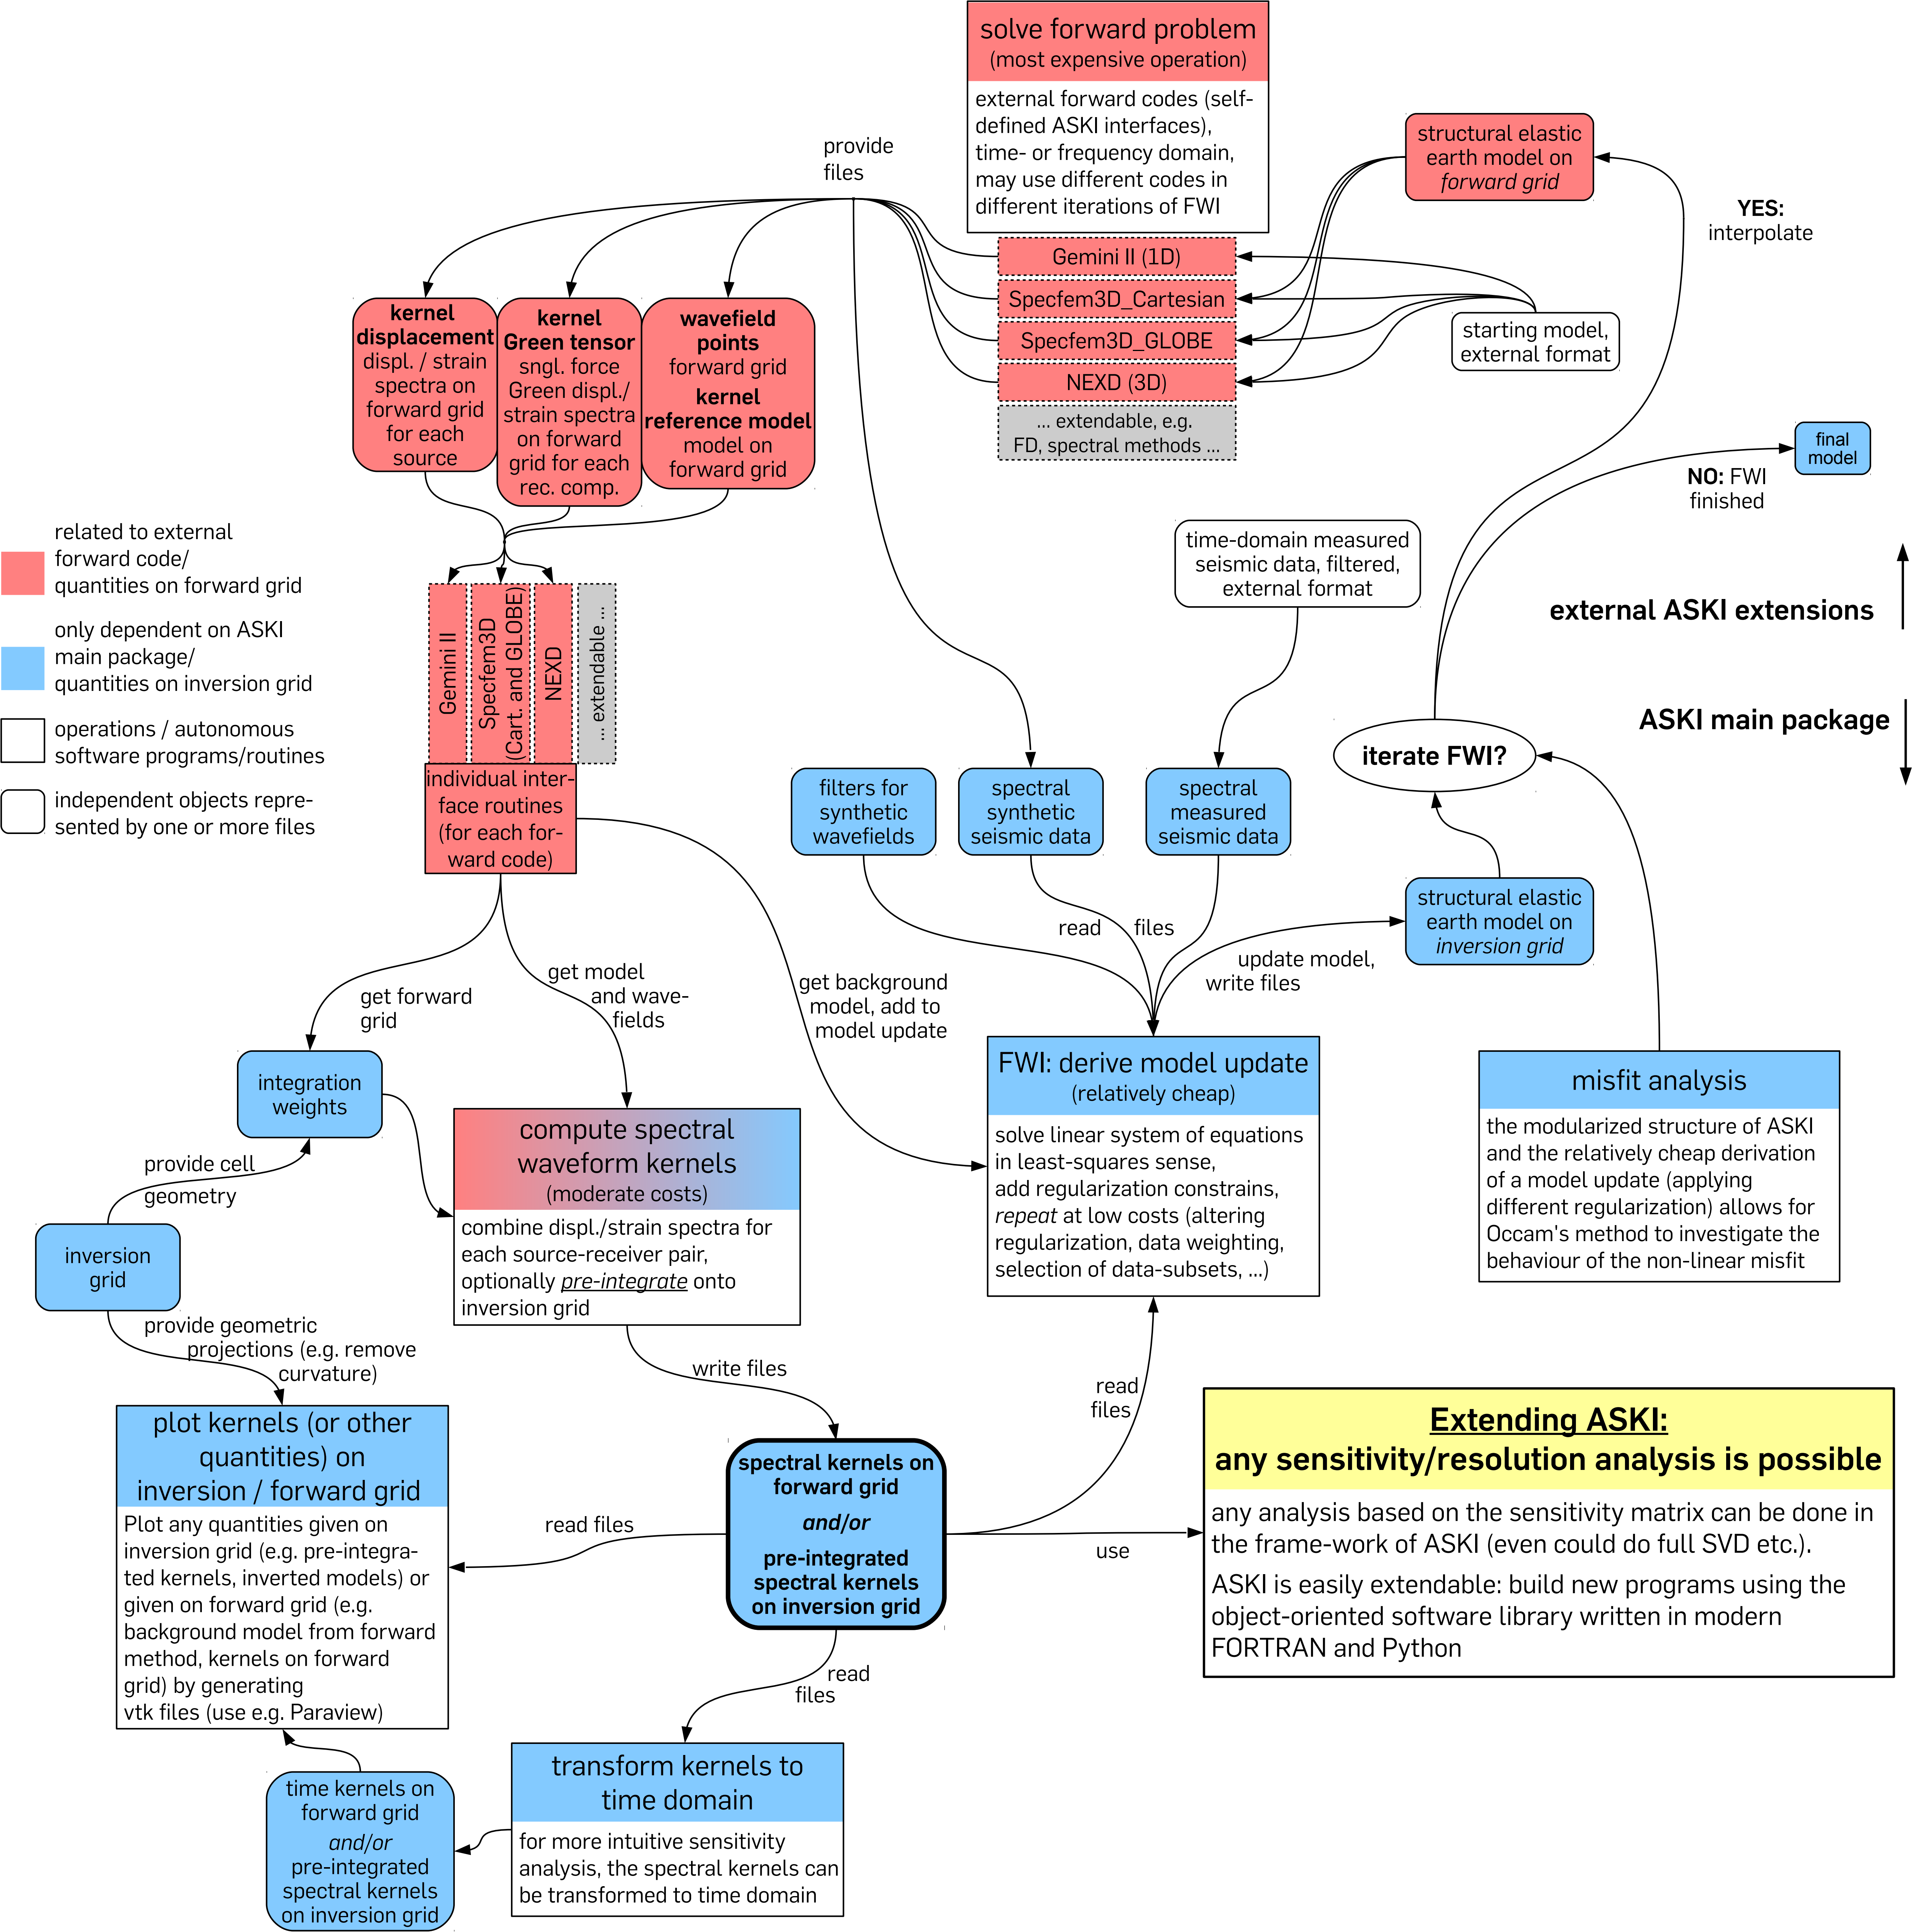 solve forward problem
(most expensive operation)
external forward codes (self-
defined ASKI interfaces),
time- or frequency domain,
may use different codes in
different iterations of FWI
Gemini II (1D)
Specfem3D_Cartesian
Specfem3D_GLOBE
NEXD (3D)
... extendable, e.g.
FD, spectral methods ...
structural elastic
earth model on
forward grid
YES:
interpolate
starting model,
external format
final
model
NO: FWI
finished
provide
files
kernel
displacement
displ. / strain
spectra on
forward grid
for each
source
kernel
Green tensor
sngl. force
Green displ./
strain spectra
on forward
grid for each
rec. comp.
wavefield
points
forward grid
kernel
reference model
model on
forward grid
related to external
forward code/
quantities on forward grid
only dependent on ASKI
main package/
quantities on inversion grid
operations / autonomous
software programs/routines
independent objects repre-
sented by one or more files
Gemini II
Specfem3D
(Cart. and GLOBE)
NEXD
... extendable ...
individual inter-
face routines
(for each for-
ward code)
time-domain measured
seismic data, filtered,
external format
external ASKI extensions
ASKI main package
iterate FWI?
filters for
synthetic
wavefields
spectral
synthetic
seismic data
spectral
measured
seismic data
structural elastic
earth model on
inversion grid
read files
update model,
write files
get forward
grid
get model
and wave-
fields
get background
model, add to
model update
integration
weights
provide cell
geometry
inversion
grid
provide geometric
projections (e.g. remove
curvature)
compute spectral
waveform kernels
(moderate costs)
combine displ./strain spectra for
each source-receiver pair,
optionally pre-integrate onto
inversion grid
FWI: derive model update
(relatively cheap)
solve linear system of equations
in least-squares sense,
add regularization constrains,
repeat at low costs (altering
regularization, data weighting,
selection of data-subsets, ...)
misfit analysis
the modularized structure of ASKI
and the relatively cheap derivation
of a model update (applying
different regularization) allows for
Occam's method to investigate the
behaviour of the non-linear misfit
write files
read
files
plot kernels (or other
quantities) on
inversion / forward grid
Plot any quantities given on
inversion grid (e.g. pre-integra-
ted kernels, inverted models) or
given on forward grid (e.g.
background model from forward
method, kernels on forward
grid) by generating
vtk files (use e.g. Paraview)
read files
spectral kernels on
forward grid
and/or
pre-integrated
spectral kernels
on inversion grid
use
Extending ASKI:
any sensitivity/resolution analysis is possible
any analysis based on the sensitivity matrix can be done in
the frame-work of ASKI (even could do full SVD etc.).
ASKI is easily extendable: build new programs using the
object-oriented software library written in modern
FORTRAN and Python
read
files
transform kernels to
time domain
for more intuitive sensitivity
analysis, the spectral kernels can
be transformed to time domain
time kernels on
forward grid
and/or
pre-integrated
spectral kernels
on inversion grid